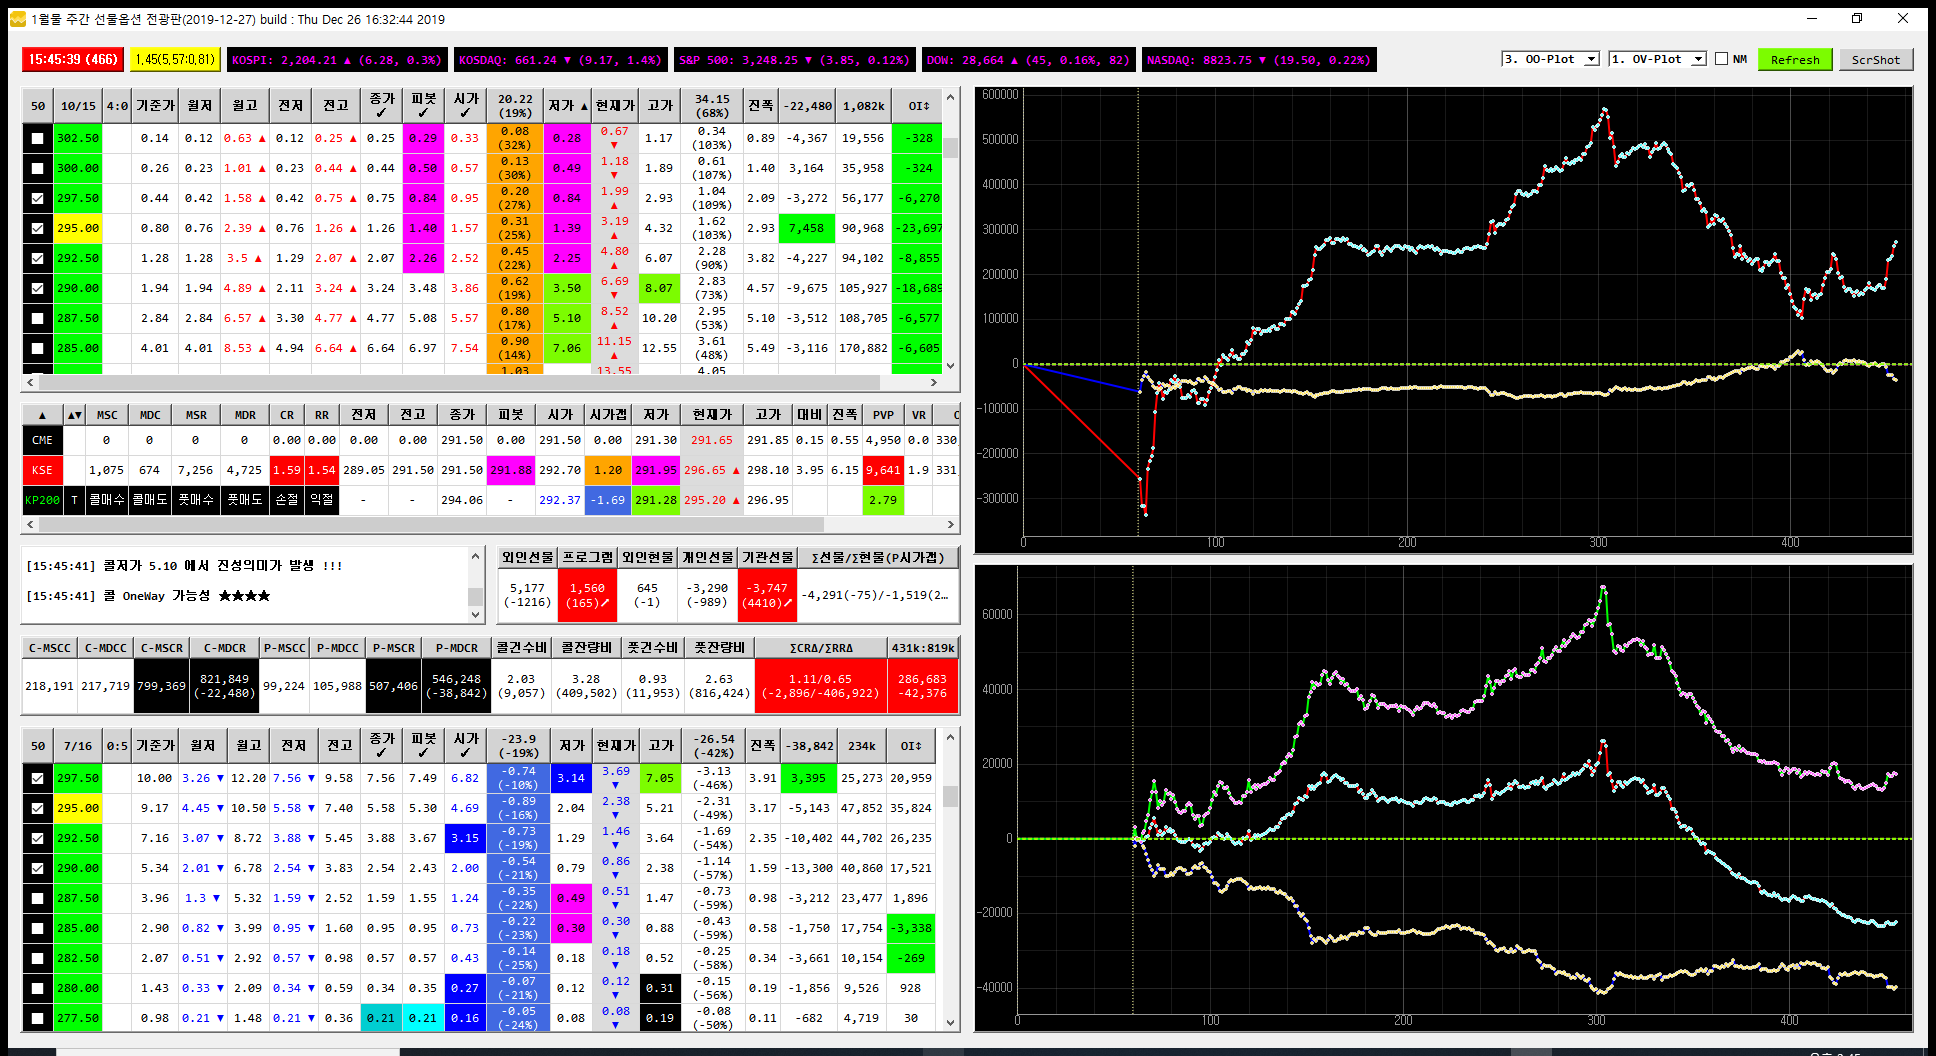 1월물 주간 선물옵션 전광판(2019-12-27) build : Thu Dec 26 16:32:44 2019
15:45:39 (466) 1.45(5,57:0,81) KOSPI: 2,204.21 ▲ (6.28, 0.3%) KOSDAQ: 661.24 ▼ (9.17, 1.4%) S&P 500: 3,248.25 ▼ (3.85, 0.12%) DOW: 28,664 ▲ (45, 0.16%, 82) NASDAQ: 8823.75 ▼ (19.50, 0.22%) 3. OO-Plot 1. OV-Plot NM Refresh ScrShot
50 10/15 4:0 기준가 월저 월고 전저 전고 종가 ✓ 피봇 ✓ 시가 ✓ 20.22 (19%) 저가 ▲ 현재가 고가 34.15 (68%) 진폭 -22,480 1,082k OI↕
302.50 0.14 0.12 0.63 ▲ 0.12 0.25 ▲ 0.25 0.29 0.33 0.08 (32%) 0.28 0.67 ▼ 1.17 0.34 (103%) 0.89 -4,367 19,556 -328
300.00 0.26 0.23 1.01 ▲ 0.23 0.44 ▲ 0.44 0.50 0.57 0.13 (30%) 0.49 1.18 ▼ 1.89 0.61 (107%) 1.40 3,164 35,958 -324
297.50 0.44 0.42 1.58 ▲ 0.42 0.75 ▲ 0.75 0.84 0.95 0.20 (27%) 0.84 1.99 ▲ 2.93 1.04 (109%) 2.09 -3,272 56,177 -6,270
295.00 0.80 0.76 2.39 ▲ 0.76 1.26 ▲ 1.26 1.40 1.57 0.31 (25%) 1.39 3.19 ▲ 4.32 1.62 (103%) 2.93 7,458 90,968 -23,697
292.50 1.28 1.28 3.5 ▲ 1.29 2.07 ▲ 2.07 2.26 2.52 0.45 (22%) 2.25 4.80 ▲ 6.07 2.28 (90%) 3.82 -4,227 94,102 -8,855
290.00 1.94 1.94 4.89 ▲ 2.11 3.24 ▲ 3.24 3.48 3.86 0.62 (19%) 3.50 6.69 ▼ 8.07 2.83 (73%) 4.57 -9,675 105,927 -18,689
287.50 2.84 2.84 6.57 ▲ 3.30 4.77 ▲ 4.77 5.08 5.57 0.80 (17%) 5.10 8.52 ▲ 10.20 2.95 (53%) 5.10 -3,512 108,705 -6,577
285.00 4.01 4.01 8.53 ▲ 4.94 6.64 ▲ 6.64 6.97 7.54 0.90 (14%) 7.06 11.15 ▲ 12.55 3.61 (48%) 5.49 -3,116 170,882 -6,605
1.03 13.55 4.05
▲ ▲▼ MSC MDC MSR MDR CR RR 전저 전고 종가 피봇 시가 시가갭 저가 현재가 고가 대비 진폭 PVP VR
CME 0 0 0 0 0.00 0.00 0.00 0.00 291.50 0.00 291.50 0.00 291.30 291.65 291.85 0.15 0.55 4,950 0.0 330
KSE 1,075 674 7,256 4,725 1.59 1.54 289.05 291.50 291.50 291.88 292.70 1.20 291.95 296.65 ▲ 298.10 3.95 6.15 9,641 1.9 331
KP200 T 콜매수 콜매도 풋매수 풋매도 손절 익절 - - 294.06 - 292.37 -1.69 291.28 295.20 ▲ 296.95 2.79
[15:45:41] 콜저가 5.10 에서 진성의미가 발생 !!!
[15:45:41] 콜 OneWay 가능성 ★★★★
외인선물 프로그램 외인현물 개인선물 기관선물 Σ선물/Σ현물(P시가갭)
5,177 (-1216) 1,560 (165)↗ 645 (-1) -3,290 (-989) -3,747 (4410)↗ -4,291(-75)/-1,519(2…
C-MSCC C-MDCC C-MSCR C-MDCR P-MSCC P-MDCC P-MSCR P-MDCR 콜건수비 콜잔량비 풋건수비 풋잔량비 ΣCRΔ/ΣRRΔ 431k:819k
218,191 217,719 799,369 821,849 (-22,480) 99,224 105,988 507,406 546,248 (-38,842) 2.03 (9,057) 3.28 (409,502) 0.93 (11,953) 2.63 (816,424) 1.11/0.65 (-2,896/-406,922) 286,683 -42,376
50 7/16 0:5 기준가 월저 월고 전저 전고 종가 ✓ 피봇 ✓ 시가 ✓ -23.9 (-19%) 저가 현재가 고가 -26.54 (-42%) 진폭 -38,842 234k OI↕
297.50 10.00 3.26 ▼ 12.20 7.56 ▼ 9.58 7.56 7.49 6.82 -0.74 (-10%) 3.14 3.69 ▼ 7.05 -3.13 (-46%) 3.91 3,395 25,273 20,959
295.00 9.17 4.45 ▼ 10.50 5.58 ▼ 7.40 5.58 5.30 4.69 -0.89 (-16%) 2.04 2.38 ▼ 5.21 -2.31 (-49%) 3.17 -5,143 47,852 35,824
292.50 7.16 3.07 ▼ 8.72 3.88 ▼ 5.45 3.88 3.67 3.15 -0.73 (-19%) 1.29 1.46 ▼ 3.64 -1.69 (-54%) 2.35 -10,402 44,702 26,235
290.00 5.34 2.01 ▼ 6.78 2.54 ▼ 3.83 2.54 2.43 2.00 -0.54 (-21%) 0.79 0.86 ▼ 2.38 -1.14 (-57%) 1.59 -13,300 40,860 17,521
287.50 3.96 1.3 ▼ 5.32 1.59 ▼ 2.52 1.59 1.55 1.24 -0.35 (-22%) 0.49 0.51 ▼ 1.47 -0.73 (-59%) 0.98 -3,212 23,477 1,896
285.00 2.90 0.82 ▼ 3.99 0.95 ▼ 1.60 0.95 0.95 0.73 -0.22 (-23%) 0.30 0.30 ▼ 0.88 -0.43 (-59%) 0.58 -1,750 17,754 -3,338
282.50 2.07 0.51 ▼ 2.92 0.57 ▼ 0.98 0.57 0.57 0.43 -0.14 (-25%) 0.18 0.18 ▼ 0.52 -0.25 (-58%) 0.34 -3,661 10,154 -269
280.00 1.43 0.33 ▼ 2.09 0.34 ▼ 0.59 0.34 0.35 0.27 -0.07 (-21%) 0.12 0.12 ▼ 0.31 -0.15 (-56%) 0.19 -1,856 9,526 928
277.50 0.98 0.21 ▼ 1.48 0.21 ▼ 0.36 0.21 0.21 0.16 -0.05 (-24%) 0.08 0.08 ▼ 0.19 -0.08 (-50%) 0.11 -682 4,719 30
600000
500000
400000
300000
200000
100000
0
-100000
-200000
-300000
0 100 200 300 400
60000
40000
20000
0
-20000
-40000
0 100 200 300 400